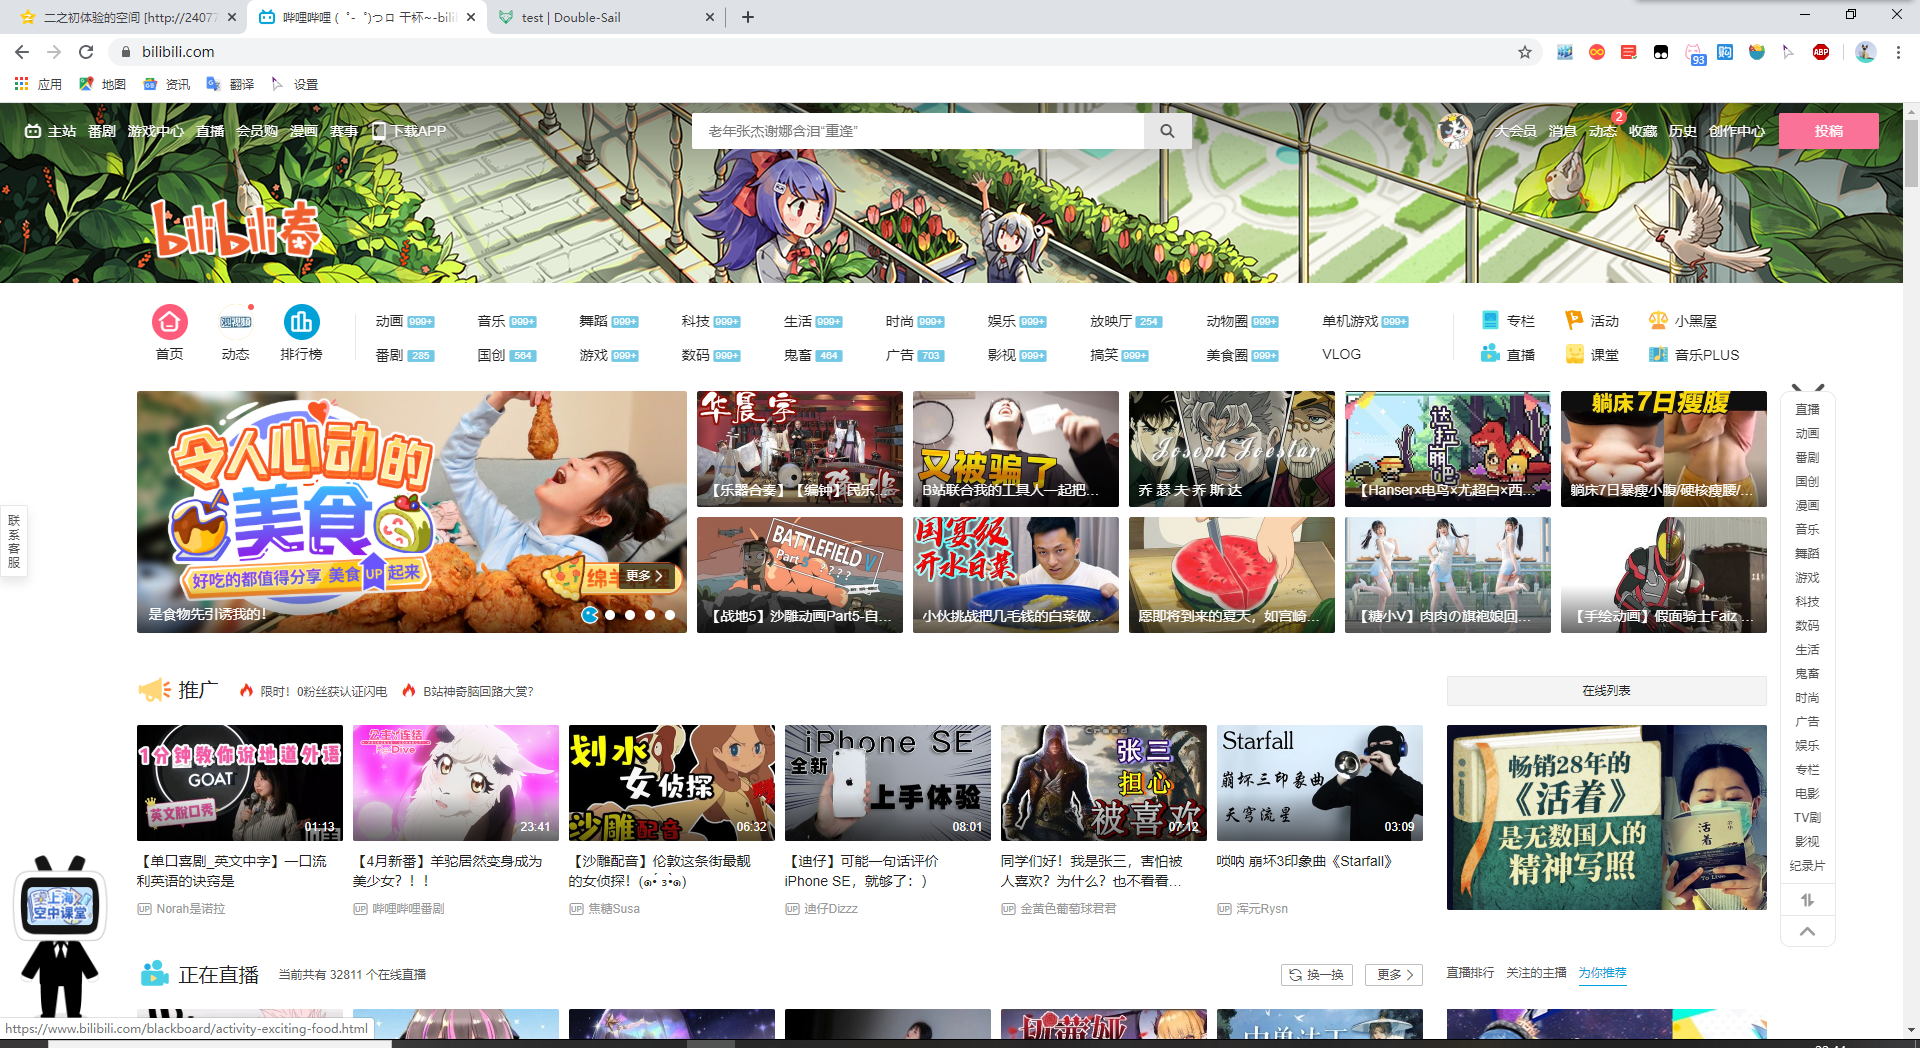 二之初体验的空间 [http://2407
哔哩哔哩 (゜-゜)つロ 干杯~-bili
test | Double-Sail
bilibili.com
93
ABP
应用
地图
资讯
翻译
设置
主站
番剧
游戏中心
直播
会员购
漫画
赛事
下载APP
老年张杰谢娜含泪“重逢”
大会员
消息
动态
2
收藏
历史
创作中心
投稿
bilibili春
首页
动态
排行榜
动画 999+
音乐 999+
舞蹈 999+
科技 999+
生活 999+
时尚 999+
娱乐 999+
放映厅 254
动物圈 999+
单机游戏 999+
专栏
活动
小黑屋
番剧 285
国创 564
游戏 999+
数码 999+
鬼畜 464
广告 703
影视 999+
搞笑 999+
美食圈 999+
VLOG
直播
课堂
音乐PLUS
令人心动的
美食
好吃的都值得分享 美食UP起来
是食物先引诱我的！
更多
华晨宇
【乐器合奏】【编钟】民乐...
又被骗了
B站联合我的工具人一起把...
Joseph Joestar
乔 瑟 夫 乔 斯 达
【Hanser×电鸟×尤超白×西...
躺床7日瘦腹
躺床7日暴瘦小腹/硬核瘦腰/...
BATTLEFIELD V
Part 5 ????
【战地5】沙雕动画Part5-自...
国宴级
开水白菜
小伙挑战把几毛钱的白菜做...
愿即将到来的夏天，如宫崎...
【糖小V】肉肉の旗袍娘回...
【手绘动画】假面骑士Faiz ...
联系客服
直播
动画
番剧
国创
漫画
音乐
舞蹈
游戏
科技
数码
生活
鬼畜
时尚
广告
娱乐
专栏
电影
TV剧
影视
纪录片
推广
限时！0粉丝获认证闪电
B站神奇脑回路大赏？
在线列表
1分钟教你说地道外语
GOAT
英文脱口秀
01:13
【单口喜剧_英文中字】一口流
利英语的诀窍是
Norah是诺拉
公主连结
Re:Dive
23:41
【4月新番】羊驼居然变身成为
美少女？！！
哔哩哔哩番剧
划水
女侦探
沙雕配音
06:32
【沙雕配音】伦敦这条街最靓
的女侦探！(๑•́ ₃•̀๑)
焦糖Susa
iPhone SE
全新
上手体验
08:01
【迪仔】可能一句话评价
iPhone SE，就够了：）
迪仔Dizzz
张三
担心
被喜欢
07:12
同学们好！我是张三，害怕被
人喜欢？为什么？也不看看...
金黄色葡萄球君君
Starfall
崩坏三印象曲
天穹流星
03:09
唢呐 崩坏3印象曲《Starfall》
浑元Rysn
畅销28年的
《活着》
是无数国人的
精神写照
活着
上海
空中课堂
正在直播
当前共有 32811 个在线直播
换一换
更多
直播排行
关注的主播
为你推荐
https://www.bilibili.com/blackboard/activity-exciting-food.html